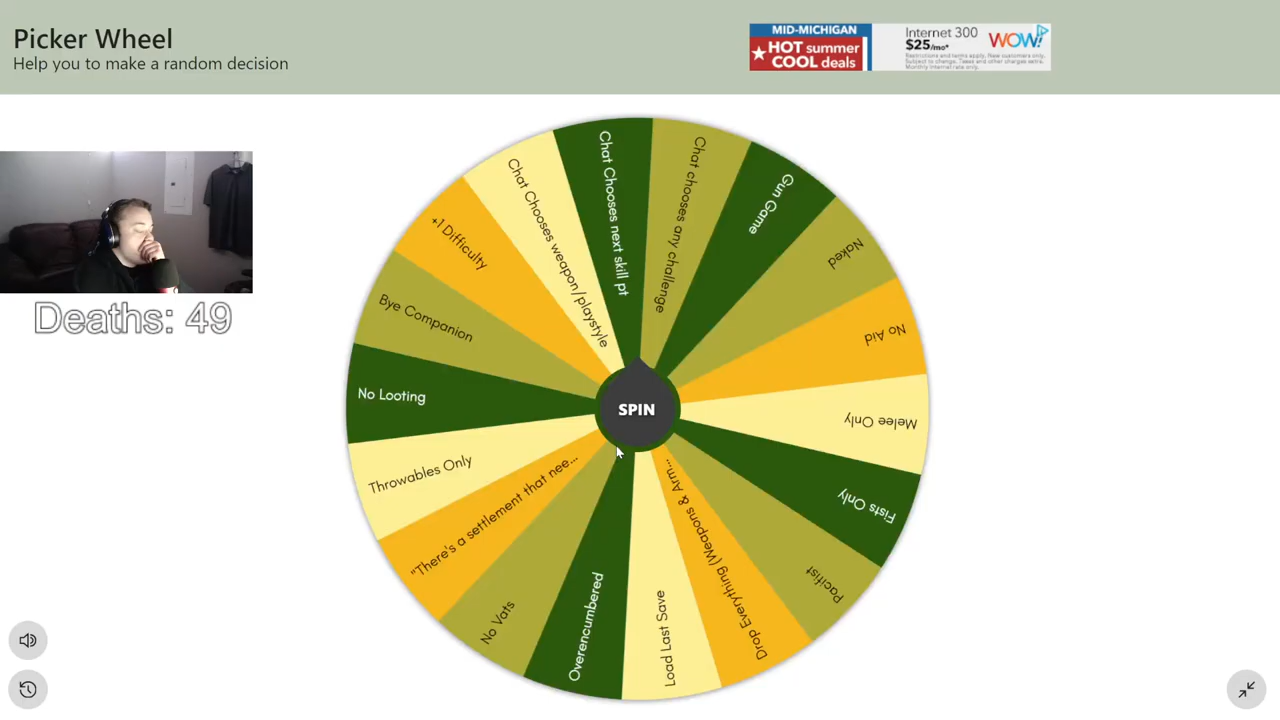 Picker Wheel
Help you to make a random decision
MID-MICHIGAN
HOT summer
COOL deals
Internet 300
$25/mo*
WOW!
Deaths: 49
Chat Chooses next skill pt
Chat chooses any challenge
Gun Game
Naked
No Aid
Melee Only
Fists Only
Pacifist
Drop Everything (Weapons & Arm...
Load Last Save
Overencumbered
No Vats
"There's a settlement that nee...
Throwables Only
No Looting
Bye Companion
+1 Difficulty
Chat Chooses weapon/playstyle
SPIN